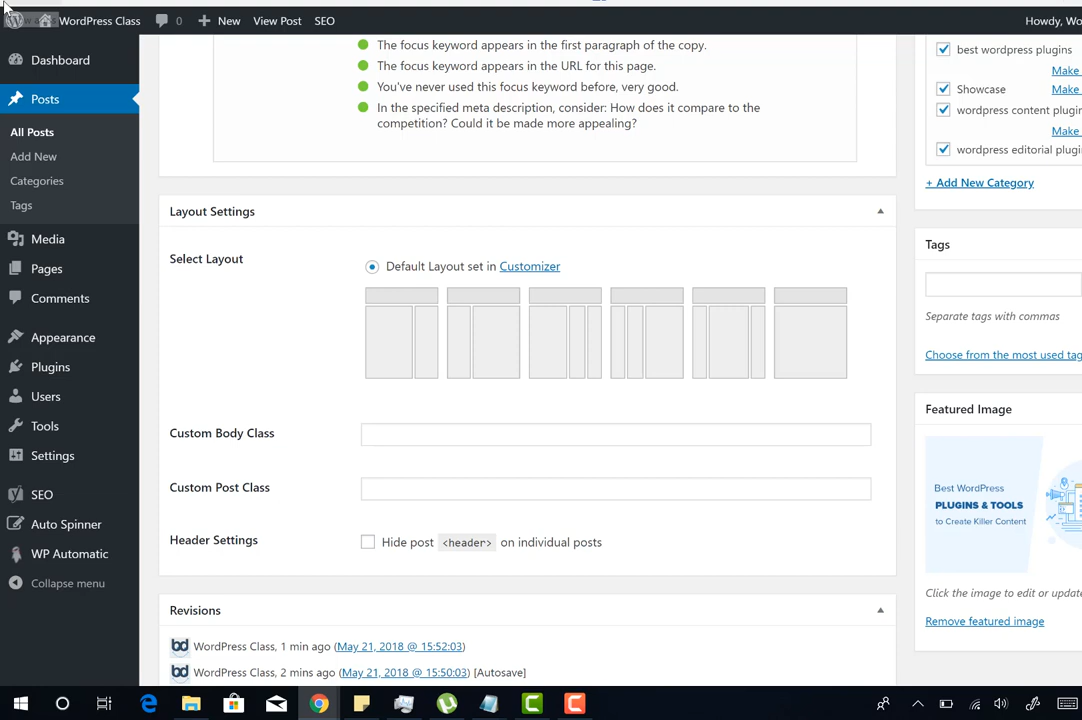 WordPress Class 0 New View Post SEO Howdy, Wo
Dashboard
Posts
All Posts
Add New
Categories
Tags
Media
Pages
Comments
Appearance
Plugins
Users
Tools
Settings
SEO
Auto Spinner
WP Automatic
Collapse menu
The focus keyword appears in the first paragraph of the copy.
The focus keyword appears in the URL for this page.
You've never used this focus keyword before, very good.
In the specified meta description, consider: How does it compare to the
competition? Could it be made more appealing?
Layout Settings
Select Layout
Default Layout set in Customizer
Custom Body Class
Custom Post Class
Header Settings
Hide post <header> on individual posts
Revisions
bd WordPress Class, 1 min ago (May 21, 2018 @ 15:52:03)
bd WordPress Class, 2 mins ago (May 21, 2018 @ 15:50:03) [Autosave]
best wordpress plugins
Make
Showcase Make
wordpress content plugin
Make
wordpress editorial plugi
+ Add New Category
Tags
Separate tags with commas
Choose from the most used tag
Featured Image
Best WordPress
PLUGINS & TOOLS
to Create Killer Content
Click the image to edit or update
Remove featured image